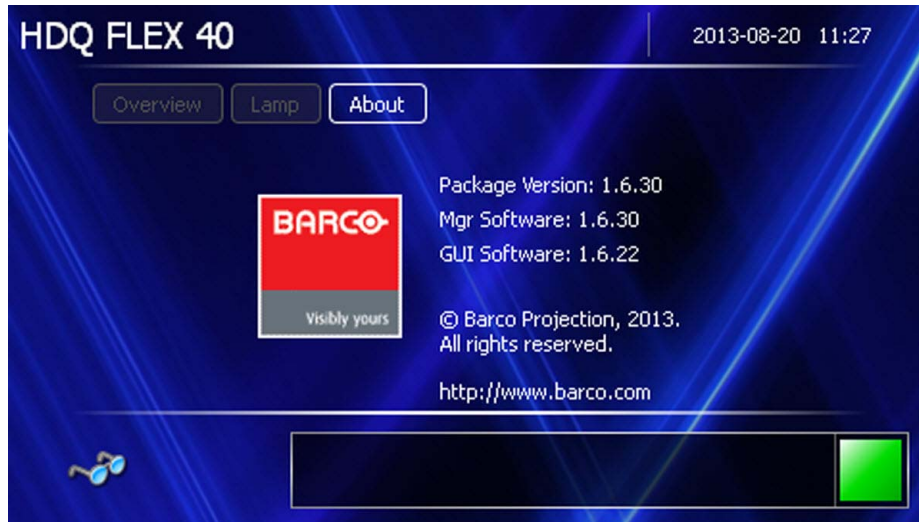 HDQ FLEX 40
2013-08-20 11:27
Overview Lamp About
Package Version: 1.6.30
BARCO
Mgr Software: 1.6.30
GUI Software: 1.6.22
Visibly yours
© Barco Projection, 2013.
All rights reserved.
http://www.barco.com